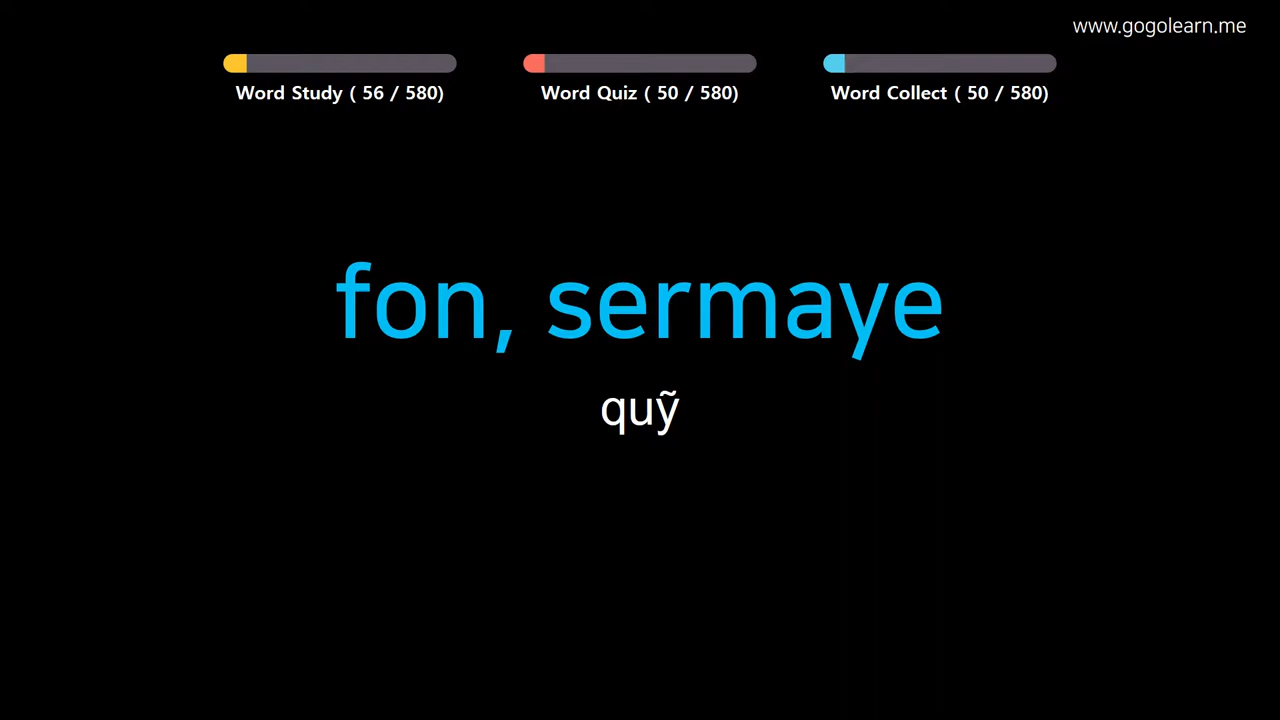 www.gogolearn.me
Word Study ( 56 / 580)
Word Quiz ( 50 / 580)
Word Collect ( 50 / 580)
fon, sermaye
quỹ